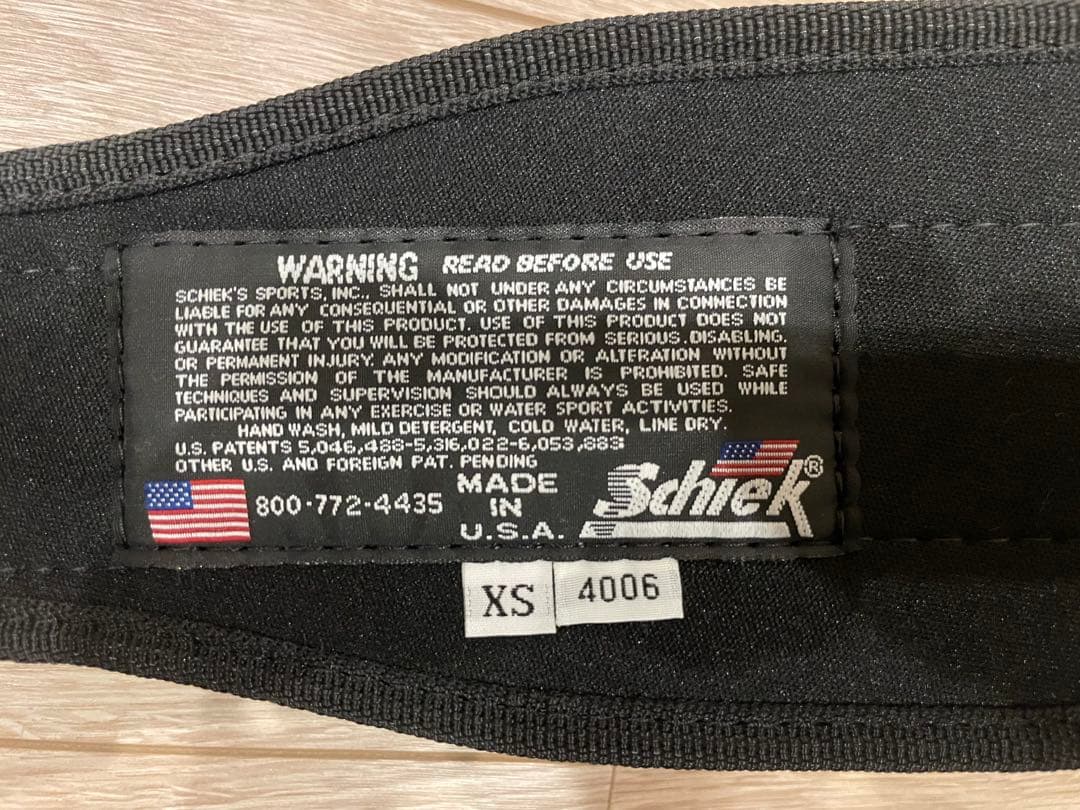 WARNING READ BEFORE USE
SCHIEK'S SPORTS, INC., SHALL NOT UNDER ANY CIRCUMSTANCES BE
LIABLE FOR ANY CONSEQUENTIAL OR OTHER DAMAGES IN CONNECTION
WITH THE USE OF THIS PRODUCT. USE OF THIS PRODUCT DOES NOT
GUARANTEE THAT YOU WILL BE PROTECTED FROM SERIOUS. DISABLING,
OR PERMANENT INJURY. ANY MODIFICATION OR ALTERATION WITHOUT
THE PERMISSION OF THE MANUFACTURER IS PROHIBITED. SAFE
TECHNIQUES AND SUPERVISION SHOULD ALWAYS BE USED WHILE
PARTICIPATING IN ANY EXERCISE OR WATER SPORT ACTIVITIES.
HAND WASH, MILD DETERGENT, COLD WATER, LINE DRY.
U.S. PATENTS 5,046,488-5,316,022-6,053,883
OTHER U.S. AND FOREIGN PAT. PENDING
800-772-4435
MADE
IN
U.S.A.
Schiek®
XS
4006